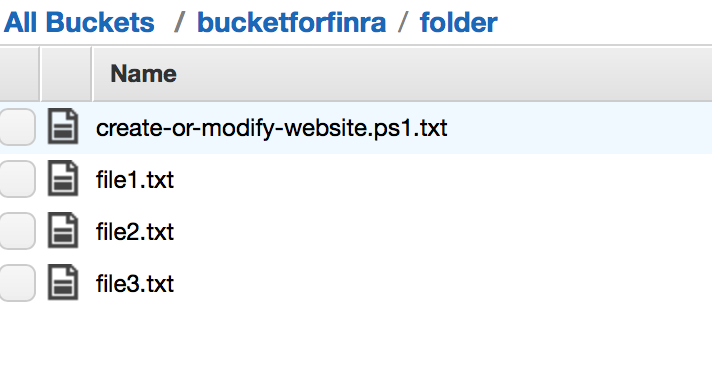 All Buckets / bucketforfinra / folder
Name
create-or-modify-website.ps1.txt
file1.txt
file2.txt
file3.txt